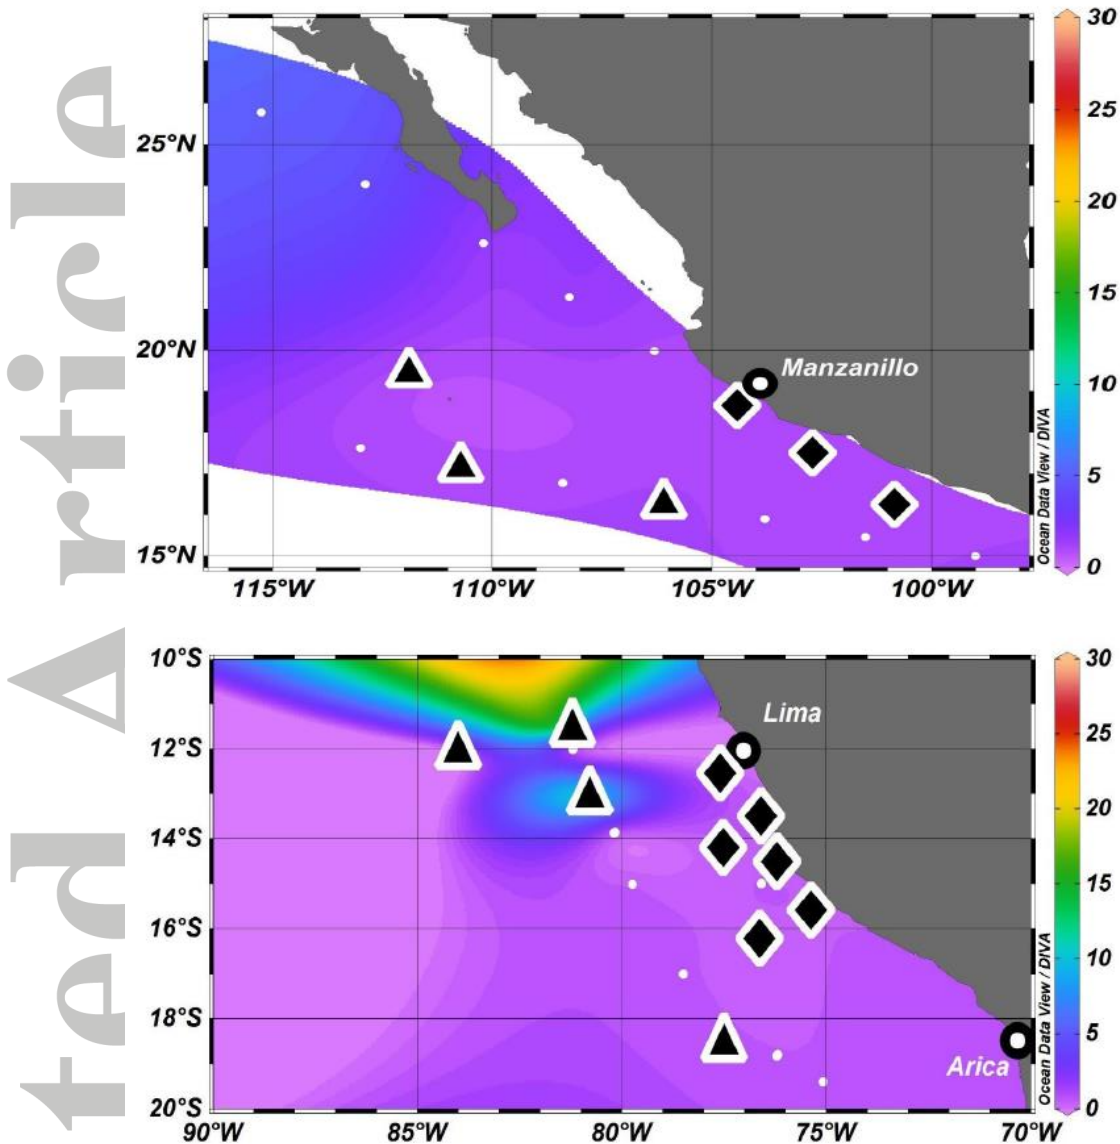 ted Article
30
25
20
15
10
5
0
25°N
20°N
15°N
Manzanillo
Ocean Data View / DIVA
115°W
110°W
105°W
100°W
30
25
20
15
10
5
0
10°S
12°S
14°S
16°S
18°S
20°S
Lima
Arica
Ocean Data View / DIVA
90°W
85°W
80°W
75°W
70°W